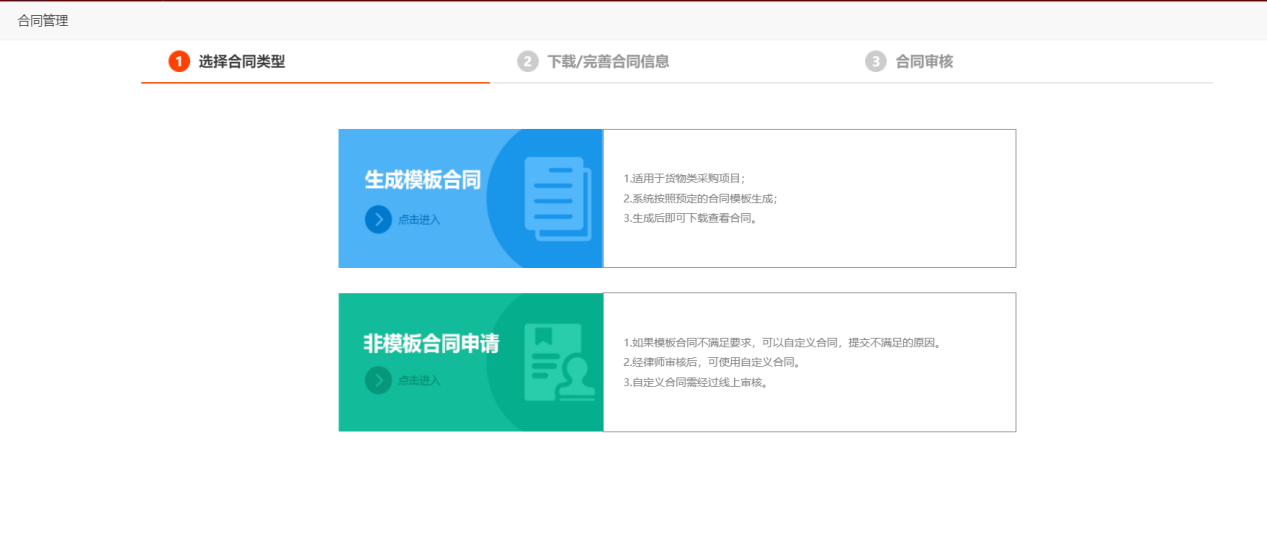 合同管理
1 选择合同类型
2 下载/完善合同信息
3 合同审核
生成模板合同
点击进入
1.适用于货物类采购项目；
2.系统按照预定的合同模板生成；
3.生成后即可下载查看合同。
非模板合同申请
点击进入
1.如果模板合同不满足要求，可以自定义合同，提交不满足的原因。
2.经律师审核后，可使用自定义合同。
3.自定义合同需经过线上审核。